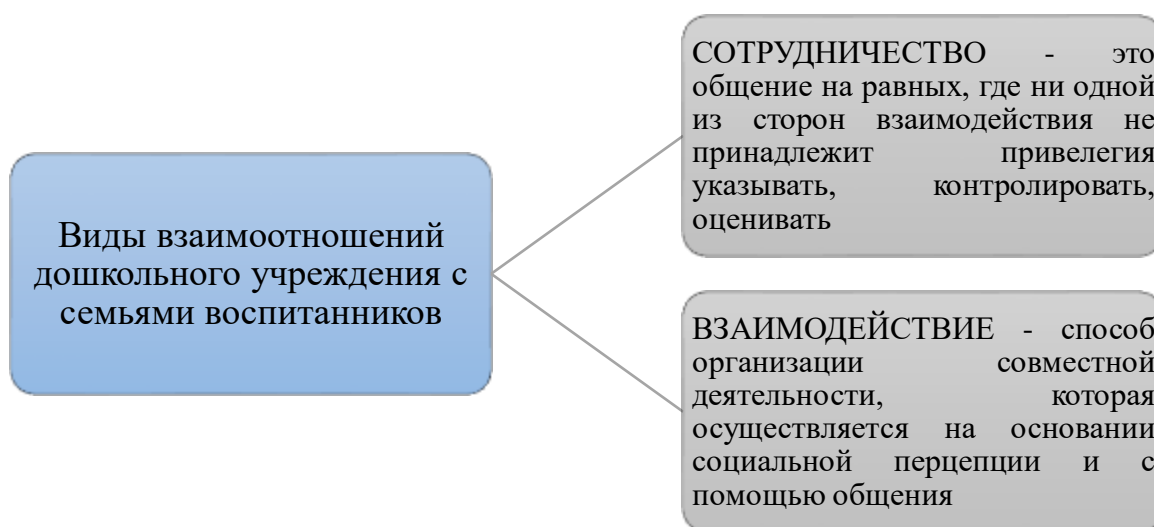 Виды взаимоотношений
дошкольного учреждения с
семьями воспитанников
СОТРУДНИЧЕСТВО - это
общение на равных, где ни одной
из сторон взаимодействия не
принадлежит привелегия
указывать, контролировать,
оценивать
ВЗАИМОДЕЙСТВИЕ - способ
организации совместной
деятельности, которая
осуществляется на основании
социальной перцепции и с
помощью общения